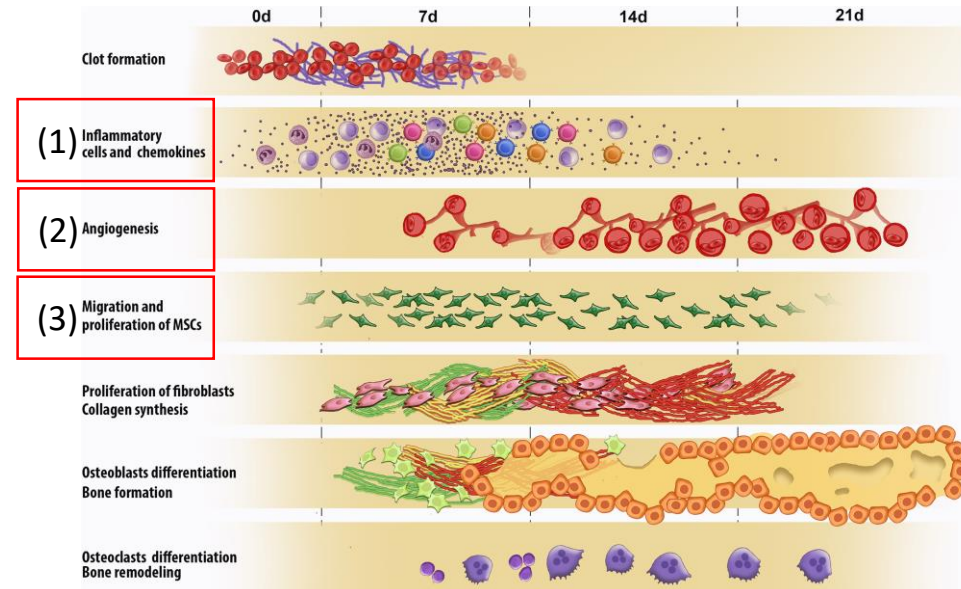 0d 7d 14d 21d
Clot formation
(1) Inflammatory
cells and chemokines
(2) Angiogenesis
(3) Migration and
proliferation of MSCs
Proliferation of fibroblasts
Collagen synthesis
Osteoblasts differentiation
Bone formation
Osteoclasts differentiation
Bone remodeling